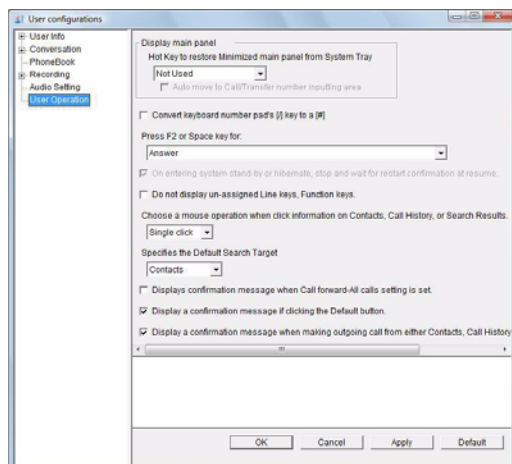 User configurations
User Info
Conversation
PhoneBook
Recording
Audio Setting
User Operation
Display main panel
Hot Key to restore Minimized main panel from System Tray
Not Used
Auto move to Call/Transfer number inputing area
Convert keyboard number pad's [/] key to a [#]
Press F2 or Space key for:
Answer
On entering system stand-by or hibernate, stop and wait for restart confirmation at resume.
Do not display un-assigned Line keys, Function keys.
Choose a mouse operation when click information on Contacts, Call History, or Search Results.
Single click
Specifies the Default Search Target
Contacts
Displays confirmation message when Call forward-All calls setting is set.
Display a confirmation message if clicking the Default button.
Display a confirmation message when making outgoing call from either Contacts, Call History
OK Cancel Apply Default